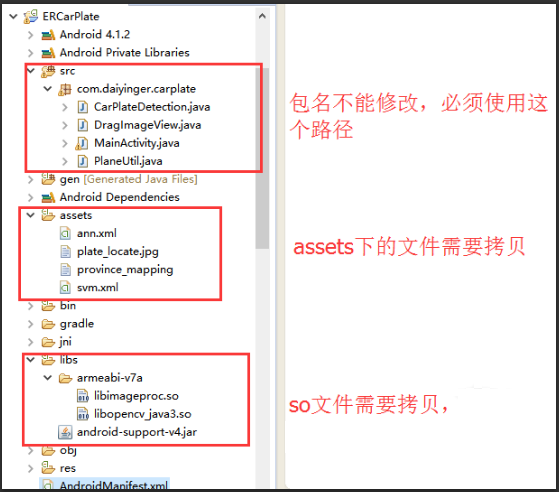 ERCarPlate
Android 4.1.2
Android Private Libraries
src
com.daiyinger.carplate
CarPlateDetection.java
DragImageView.java
MainActivity.java
PlaneUtil.java
包名不能修改，必须使用这
个路径
gen [Generated Java Files]
Android Dependencies
assets
ann.xml
plate_locate.jpg
province_mapping
svm.xml
assets下的文件需要拷贝
bin
gradle
jni
libs
armeabi-v7a
libimageproc.so
libopencv_java3.so
android-support-v4.jar
so文件需要拷贝，
obj
res
AndroidManifest.xml